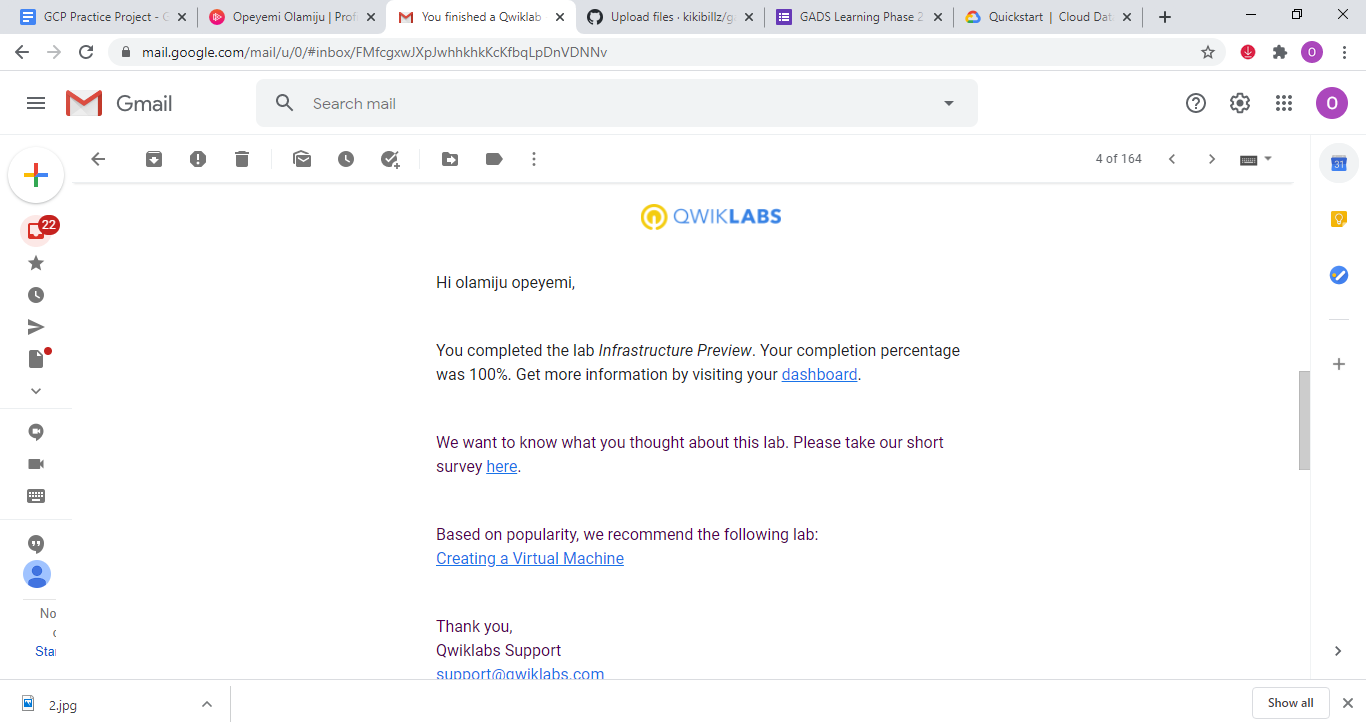 GCP Practice Project - G
Opeyemi Olamiju | Prof
You finished a Qwiklab
Upload files · kikibillz/g
GADS Learning Phase 2
Quickstart | Cloud Dat
mail.google.com/mail/u/0/#inbox/FMfcgxwJXpJwhhkhkKcKfbqLpDnVDNNv
O
Gmail
Search mail
O
4 of 164
31
22
QWIKLABS
Hi olamiju opeyemi,
You completed the lab Infrastructure Preview. Your completion percentage
was 100%. Get more information by visiting your dashboard.
We want to know what you thought about this lab. Please take our short
survey here.
Based on popularity, we recommend the following lab:
Creating a Virtual Machine
Thank you,
Qwiklabs Support
support@qwiklabs.com
No
c
Star
2.jpg
Show all